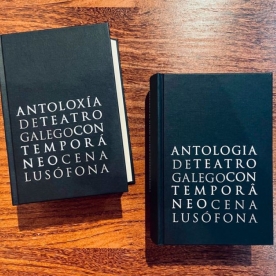 ANTOLOXÍA
DETEATRO
GALEGOCON
TEMPORÁ
NEOCENA
LUSÓFONA
ANTOLOGIA
DETEATRO
GALEGOCON
TEMPORÂ
NEOCENA
LUSÓFONA